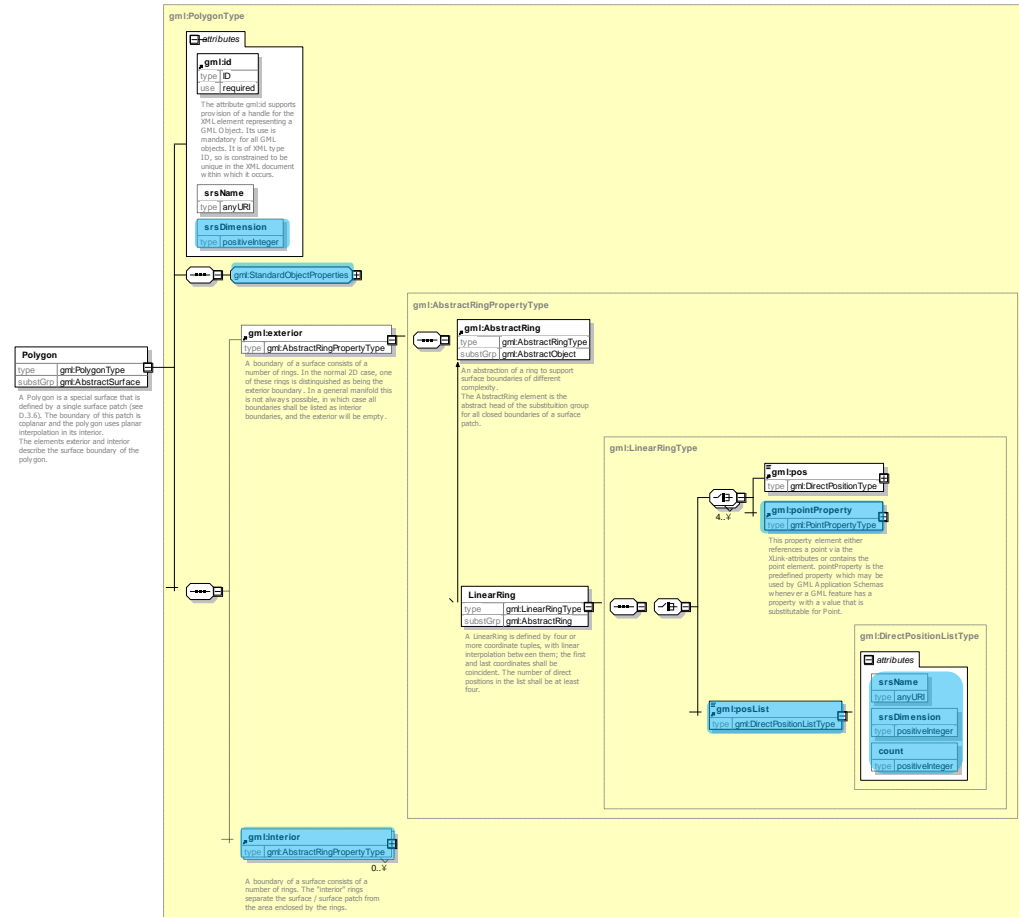 gml:PolygonType
attributes
gml:id
type ID
use required
The attribute gml:id supports
provision of a handle for the
XML element representing a
GML Object. Its use is
mandatory for all GML
objects. It is of XML type
ID, so is constrained to be
unique in the XML document
within which it occurs.
srsName
type anyURI
srsDimension
type positiveInteger
gml:StandardObjectProperties
Polygon
type gml:PolygonType
substGrp gml:AbstractSurface
A Polygon is a special surface that is
defined by a single surface patch (see
D.3.6). The boundary of this patch is
coplanar and the polygon uses planar
interpolation in its interior.
The elements exterior and interior
describe the surface boundary of the
polygon.
gml:exterior
type gml:AbstractRingPropertyType
A boundary of a surface consists of a
number of rings. In the normal 2D case, one
of these rings is distinguished as being the
exterior boundary. In a general manifold this
is not always possible, in which case all
boundaries shall be listed as interior
boundaries, and the exterior will be empty.
gml:AbstractRingPropertyType
gml:AbstractRing
type gml:AbstractRingType
substGrp gml:AbstractObject
An abstraction of a ring to support
surface boundaries of different
complexity.
The AbstractRing element is the
abstract head of the substituition group
for all closed boundaries of a surface
patch.
gml:LinearRingType
LinearRing
type gml:LinearRingType
substGrp gml:AbstractRing
A LinearRing is defined by four or
more coordinate tuples, with linear
interpolation between them; the first
and last coordinates shall be
coincident. The number of direct
positions in the list shall be at least
four.
4..¥
gml:pos
type gml:DirectPositionType
gml:pointProperty
type gml:PointPropertyType
This property element either
references a point via the
XLink-attributes or contains the
point element. pointProperty is the
predefined property which may be
used by GML Application Schemas
whenever a GML feature has a
property with a value that is
substitutable for Point.
gml:posList
type gml:DirectPositionListType
gml:DirectPositionListType
attributes
srsName
type anyURI
srsDimension
type positiveInteger
count
type positiveInteger
gml:interior
type gml:AbstractRingPropertyType
0..¥
A boundary of a surface consists of a
number of rings. The "interior" rings
separate the surface / surface patch from
the area enclosed by the rings.